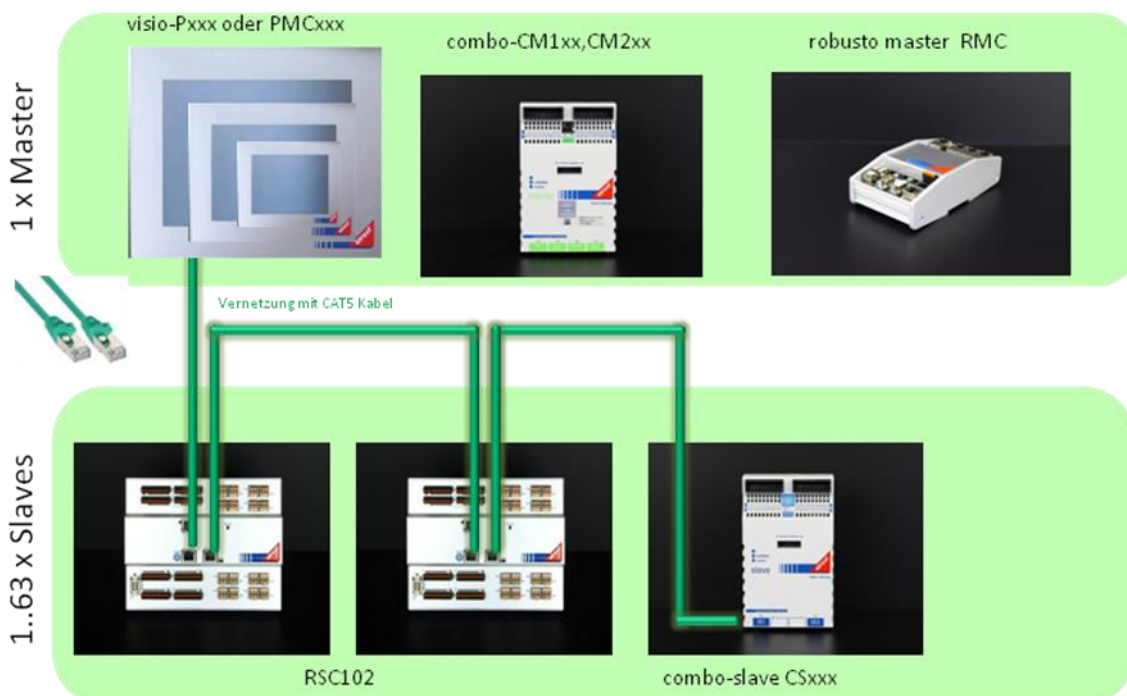 visio-Pxxx oder PMCxxx
combo-CM1xx,CM2xx
robusto master RMC
1 x Master
Vernetzung mit CAT5 Kabel
1..63 x Slaves
slave
RSC102
combo-slave CSxxx